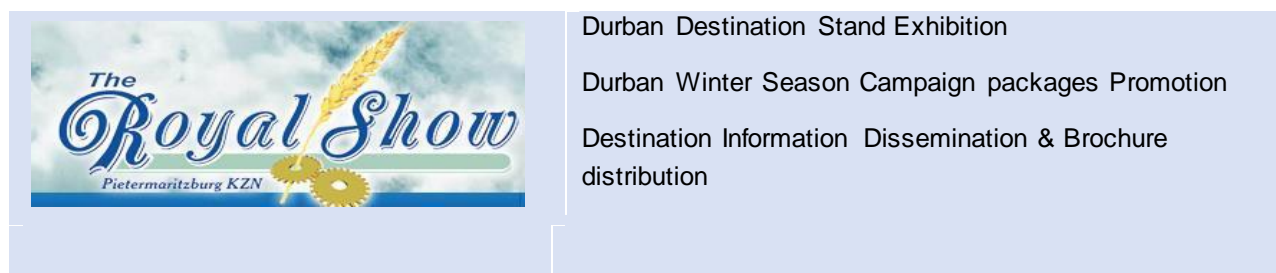 The
Royal Show
Pietermaritzburg KZN
Durban Destination Stand Exhibition
Durban Winter Season Campaign packages Promotion
Destination Information Dissemination & Brochure
distribution